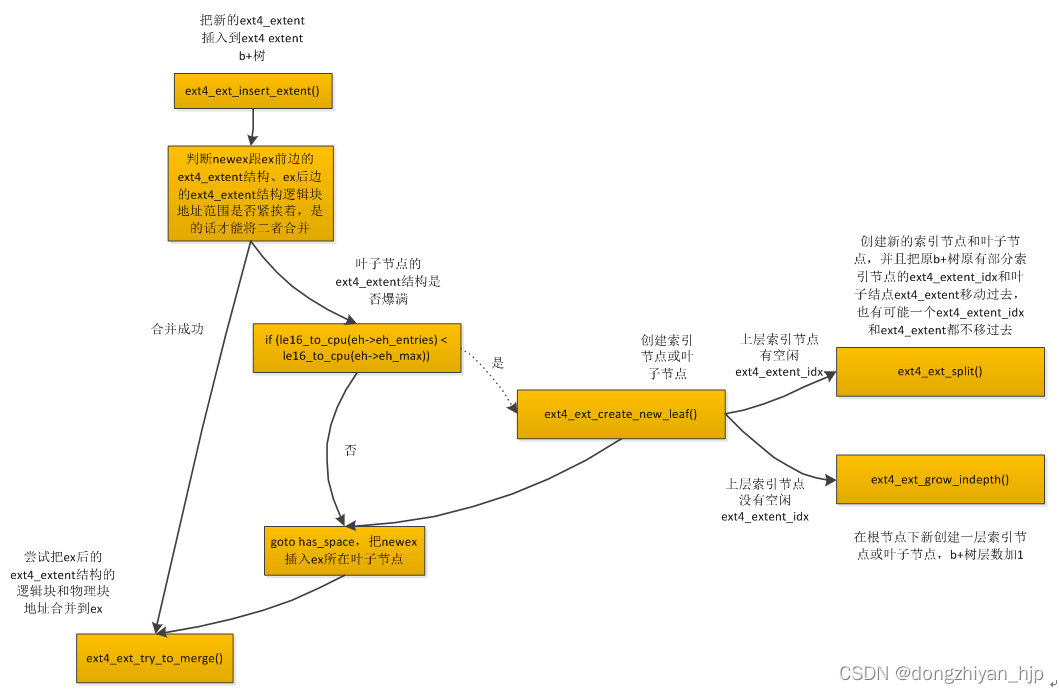 把新的ext4_extent
插入到ext4 extent
b+树
ext4_ext_insert_extent()
判断newex跟ex前边的
ext4_extent结构、ex后边
的ext4_extent结构逻辑块
地址范围是否紧挨着，是
的话才能将二者合并
叶子节点的
ext4_extent结构是
否爆满
合并成功
if (le16_to_cpu(eh->eh_entries) <
le16_to_cpu(eh->eh_max))
是
创建索引
节点或叶
子节点
ext4_ext_create_new_leaf()
上层索引节点
有空闲
ext4_extent_idx
创建新的索引节点和叶子节
点，并且把原b+树原有部分索
引节点的ext4_extent_idx和叶
子结点ext4_extent移动过去，
也有可能一个ext4_extent_idx
和ext4_extent都不移过去
ext4_ext_split()
上层索引节点
没有空闲
ext4_extent_idx
ext4_ext_grow_indepth()
在根节点下新创建一层索引节
点或叶子节点，b+树层数加1
否
goto has_space，把newex
插入ex所在叶子节点
尝试把ex后的
ext4_extent结构的
逻辑块和物理块
地址合并到ex
ext4_ext_try_to_merge()
CSDN @dongzhiyan_hjp